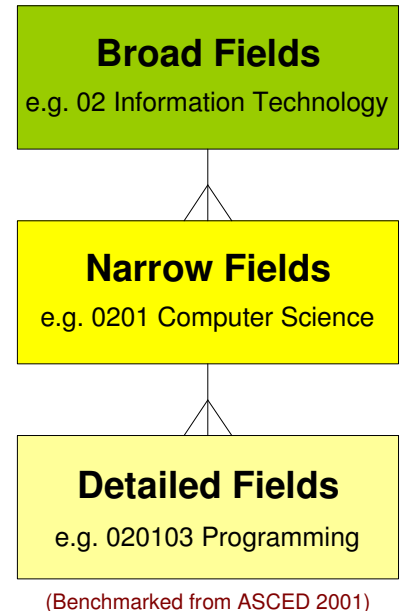 Broad Fields
e.g. 02 Information Technology
Narrow Fields
e.g. 0201 Computer Science
Detailed Fields
e.g. 020103 Programming
(Benchmarked from ASCED 2001)